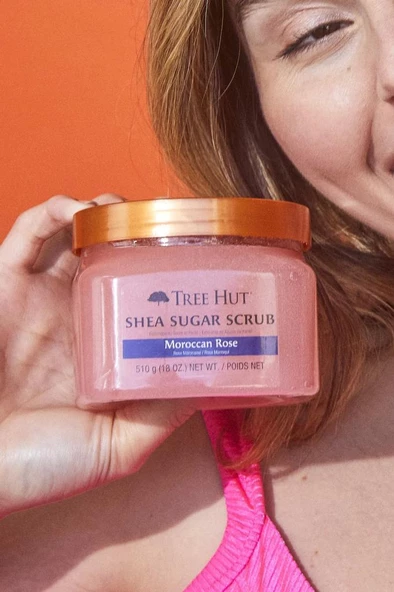 TREE HUT
SHEA SUGAR SCRUB
Moroccan Rose
510 g (18 OZ.) NET WT. / POIDS NET